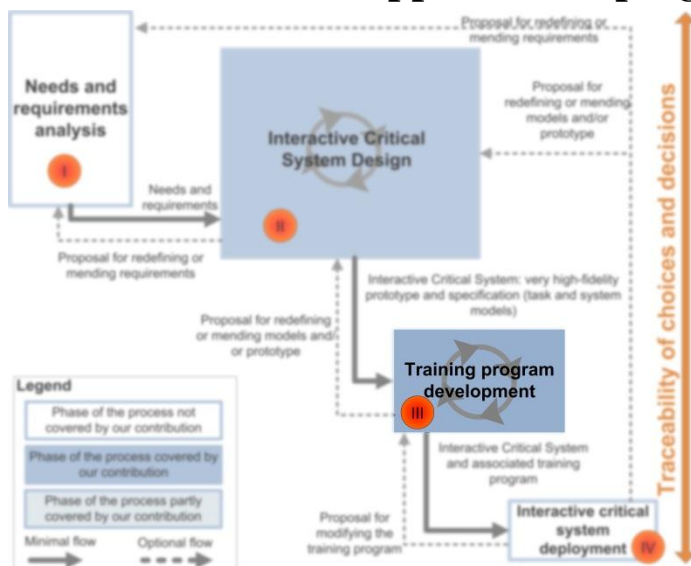 Proposal for redefining or
mending requirements
Needs and
requirements
analysis
I
Proposal for
redefining or mending
models and/or
prototype
Interactive Critical
System Design
II
Needs and
requirements
Proposal for redefining or
mending requirements
Interactive Critical System: very high-fidelity
prototype and specification (task and system
models)
Proposal for redefining
or mending models and/
or prototype
Training program
development
III
Legend
Phase of the process not
covered by our contribution
Phase of the process covered by
our contribution
Phase of the process partly
covered by our contribution
Minimal flow
Optional flow
Interactive Critical System
and associated training
program
Proposal for
modifying the
training program
Interactive critical
system
deployment
IV
Traceability of choices and decisions